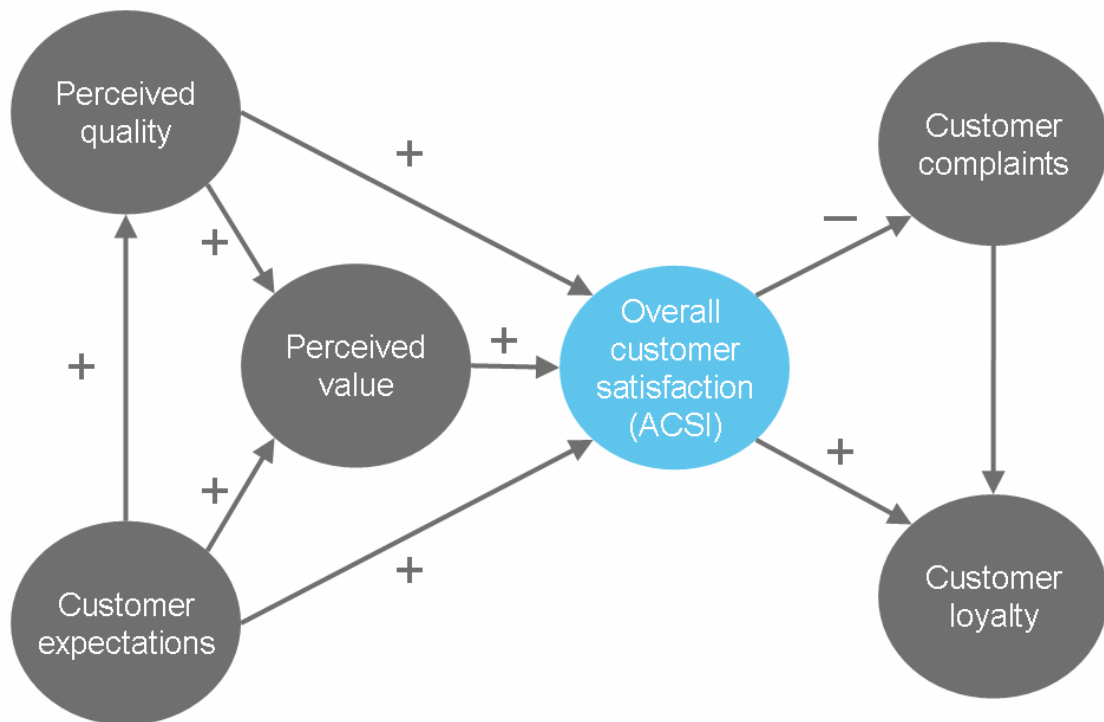 Perceived
quality
+
+
+
Perceived
value
+
+
+
Customer
expectations
Overall
customer
satisfaction
(ACSI)
–
+
Customer
complaints
Customer
loyalty